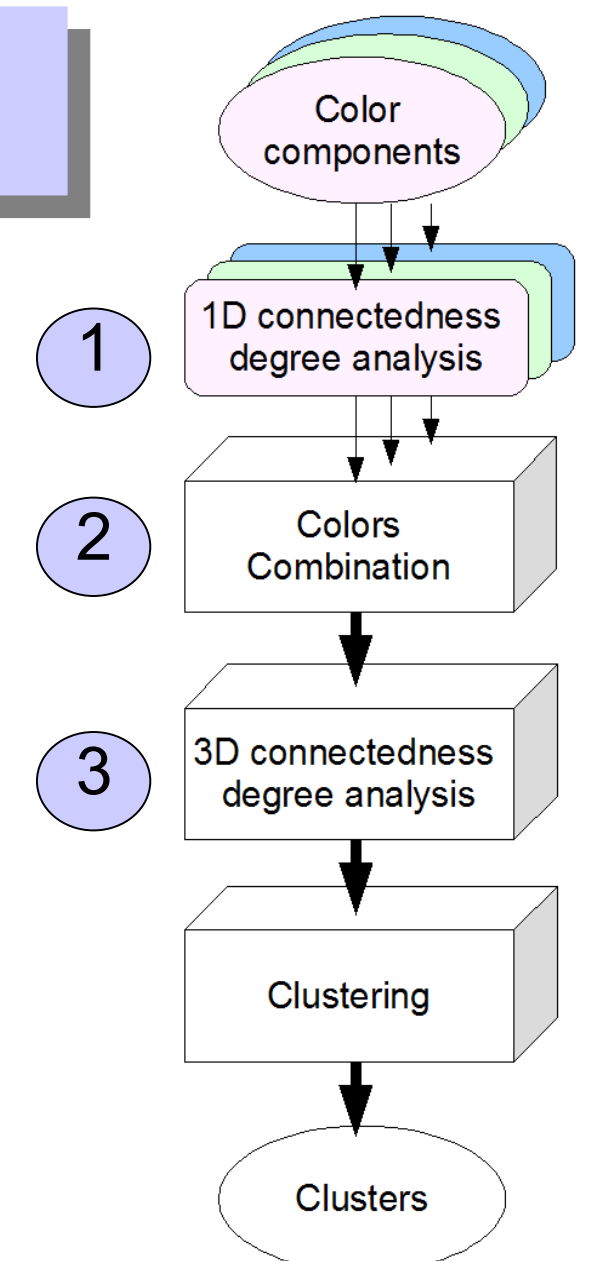 Color
components
1
1D connectedness
degree analysis
2
Colors
Combination
3
3D connectedness
degree analysis
Clustering
Clusters